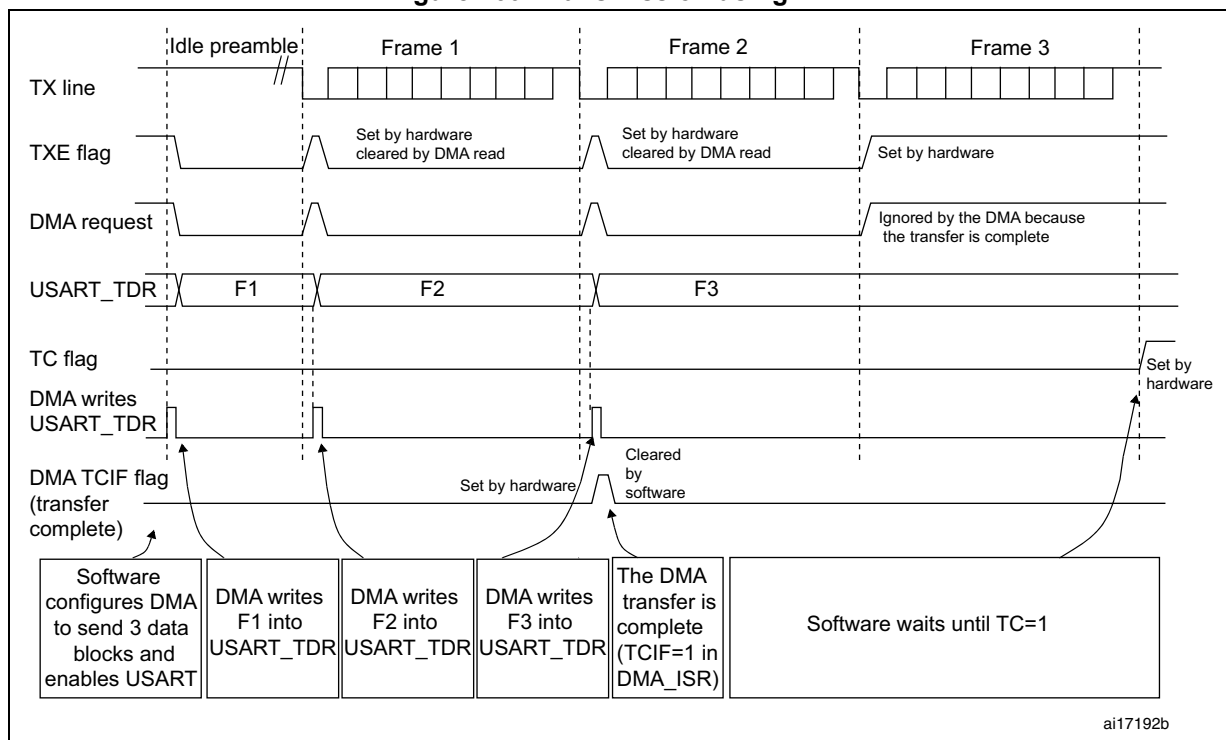 Idle preamble
Frame 1
Frame 2
Frame 3
TX line
TXE flag
Set by hardware
cleared by DMA read
Set by hardware
cleared by DMA read
Set by hardware
DMA request
Ignored by the DMA because
the transfer is complete
USART_TDR
F1
F2
F3
TC flag
Set by
hardware
DMA writes
USART_TDR
DMA TCIF flag
(transfer
complete)
Set by hardware
Cleared
by
software
Software
configures DMA
to send 3 data
blocks and
enables USART
DMA writes
F1 into
USART_TDR
DMA writes
F2 into
USART_TDR
DMA writes
F3 into
USART_TDR
The DMA
transfer is
complete
(TCIF=1 in
DMA_ISR)
Software waits until TC=1
ai17192b